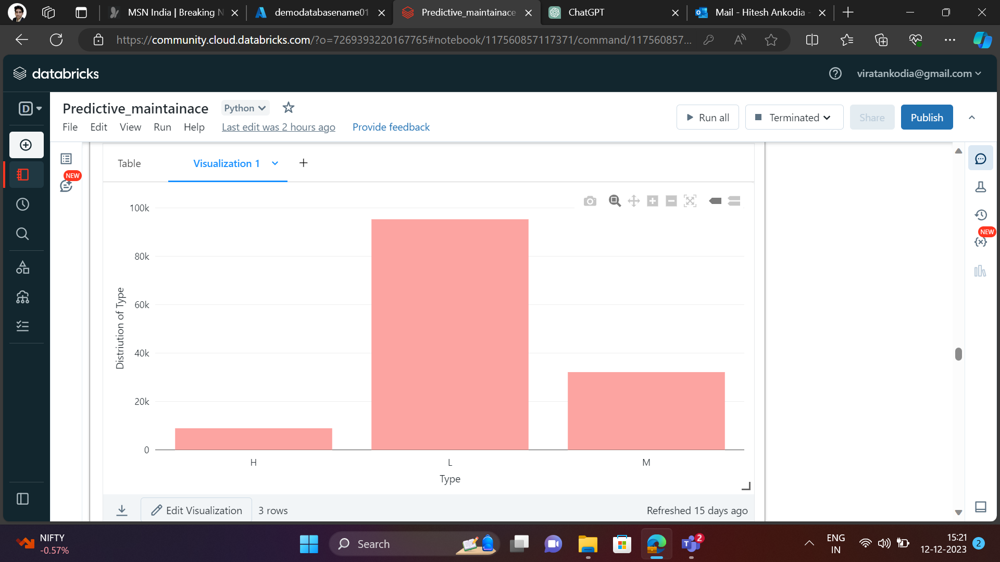 MSN India | Breaking N
demodatabasename01
Predictive_maintainace
ChatGPT
Mail - Hitesh Ankodia -
https://community.cloud.databricks.com/?o=7269393220167765#notebook/117560857117371/command/117560857...
databricks
viratankodia@gmail.com
D
Predictive_maintainace
Python
Run all
Terminated
Share
Publish
File Edit View Run Help
Last edit was 2 hours ago
Provide feedback
NEW
Table
Visualization 1
NEW
100k
80k
60k
40k
20k
0
Distriution of Type
H
L
M
Type
Edit Visualization
3 rows
Refreshed 15 days ago
NIFTY
-0.57%
Search
2
ENG
IN
15:21
12-12-2023
2